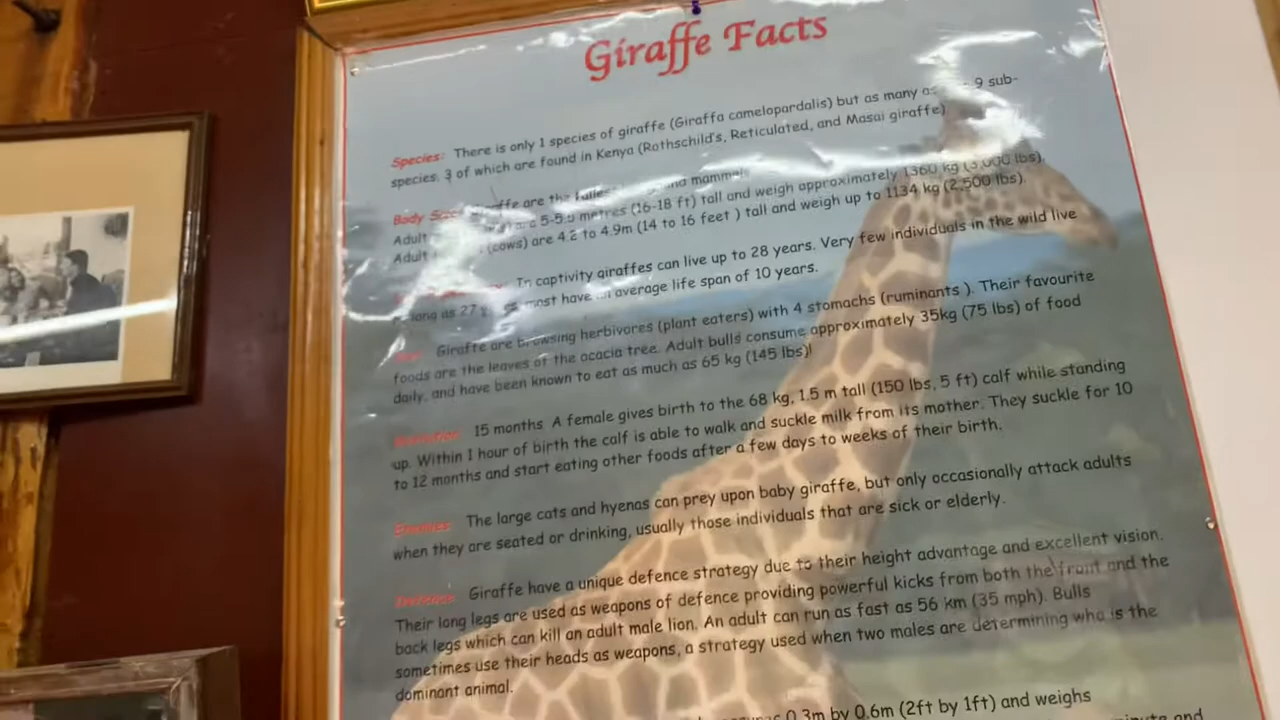 Giraffe Facts
Species: There is only 1 species of giraffe (Giraffa camelopardalis) but as many 9 sub-
species, 3 of which are found in Kenya (Rothschild's, Reticulated, and Masai giraffe)
Body are the mammals
Adult 5-5.5 metres (16-18 ft) tall and weigh approximately 1360 kg (3,000 lbs).
Adult (cows) are 4.2 to 4.9m (14 to 16 feet ) tall and weigh up to 1134 kg (2,500 lbs).
In captivity giraffes can live up to 28 years. Very few individuals in the wild live
long as 27 most have an average life span of 10 years.
Giraffe are browsing herbivores (plant eaters) with 4 stomachs (ruminants ). Their favourite
foods are the leaves of the acacia tree. Adult bulls consume approximately 35kg (75 lbs) of food
daily, and have been known to eat as much as 65 kg (145 lbs)!
15 months A female gives birth to the 68 kg, 1.5 m tall (150 lbs, 5 ft) calf while standing
up. Within 1 hour of birth the calf is able to walk and suckle milk from its mother. They suckle for 10
to 12 months and start eating other foods after a few days to weeks of their birth.
Enemies: The large cats and hyenas can prey upon baby giraffe, but only occasionally attack adults
when they are seated or drinking, usually those individuals that are sick or elderly.
Defence: Giraffe have a unique defence strategy due to their height advantage and excellent vision.
Their long legs are used as weapons of defence providing powerful kicks from both the front and the
back legs which can kill an adult male lion. An adult can run as fast as 56 km (35 mph). Bulls
sometimes use their heads as weapons, a strategy used when two males are determining who is the
dominant animal.
0.3m by 0.6m (2ft by 1ft) and weighs
minute and